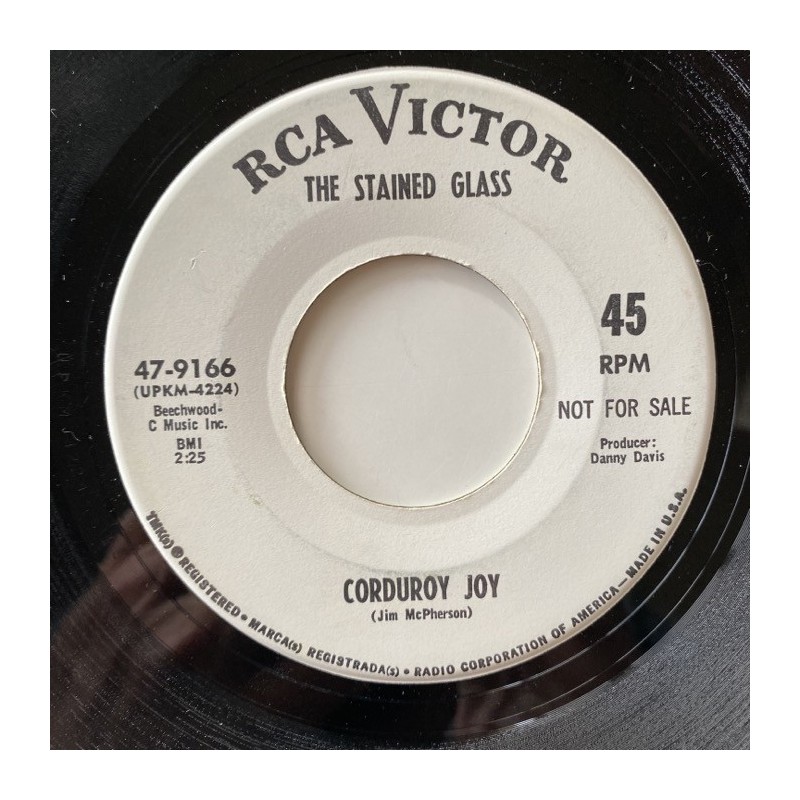 RCA VICTOR
THE STAINED GLASS
47-9166
(UPKM-4224)
Beechwood-
C Music Inc.
BMI
2:25
45
RPM
NOT FOR SALE
Producer:
Danny Davis
CORDUROY JOY
(Jim McPherson)
TMK(s) ® REGISTERED • MARCA(s) REGISTRADA(s) • RADIO CORPORATION OF AMERICA—MADE IN U.S.A.